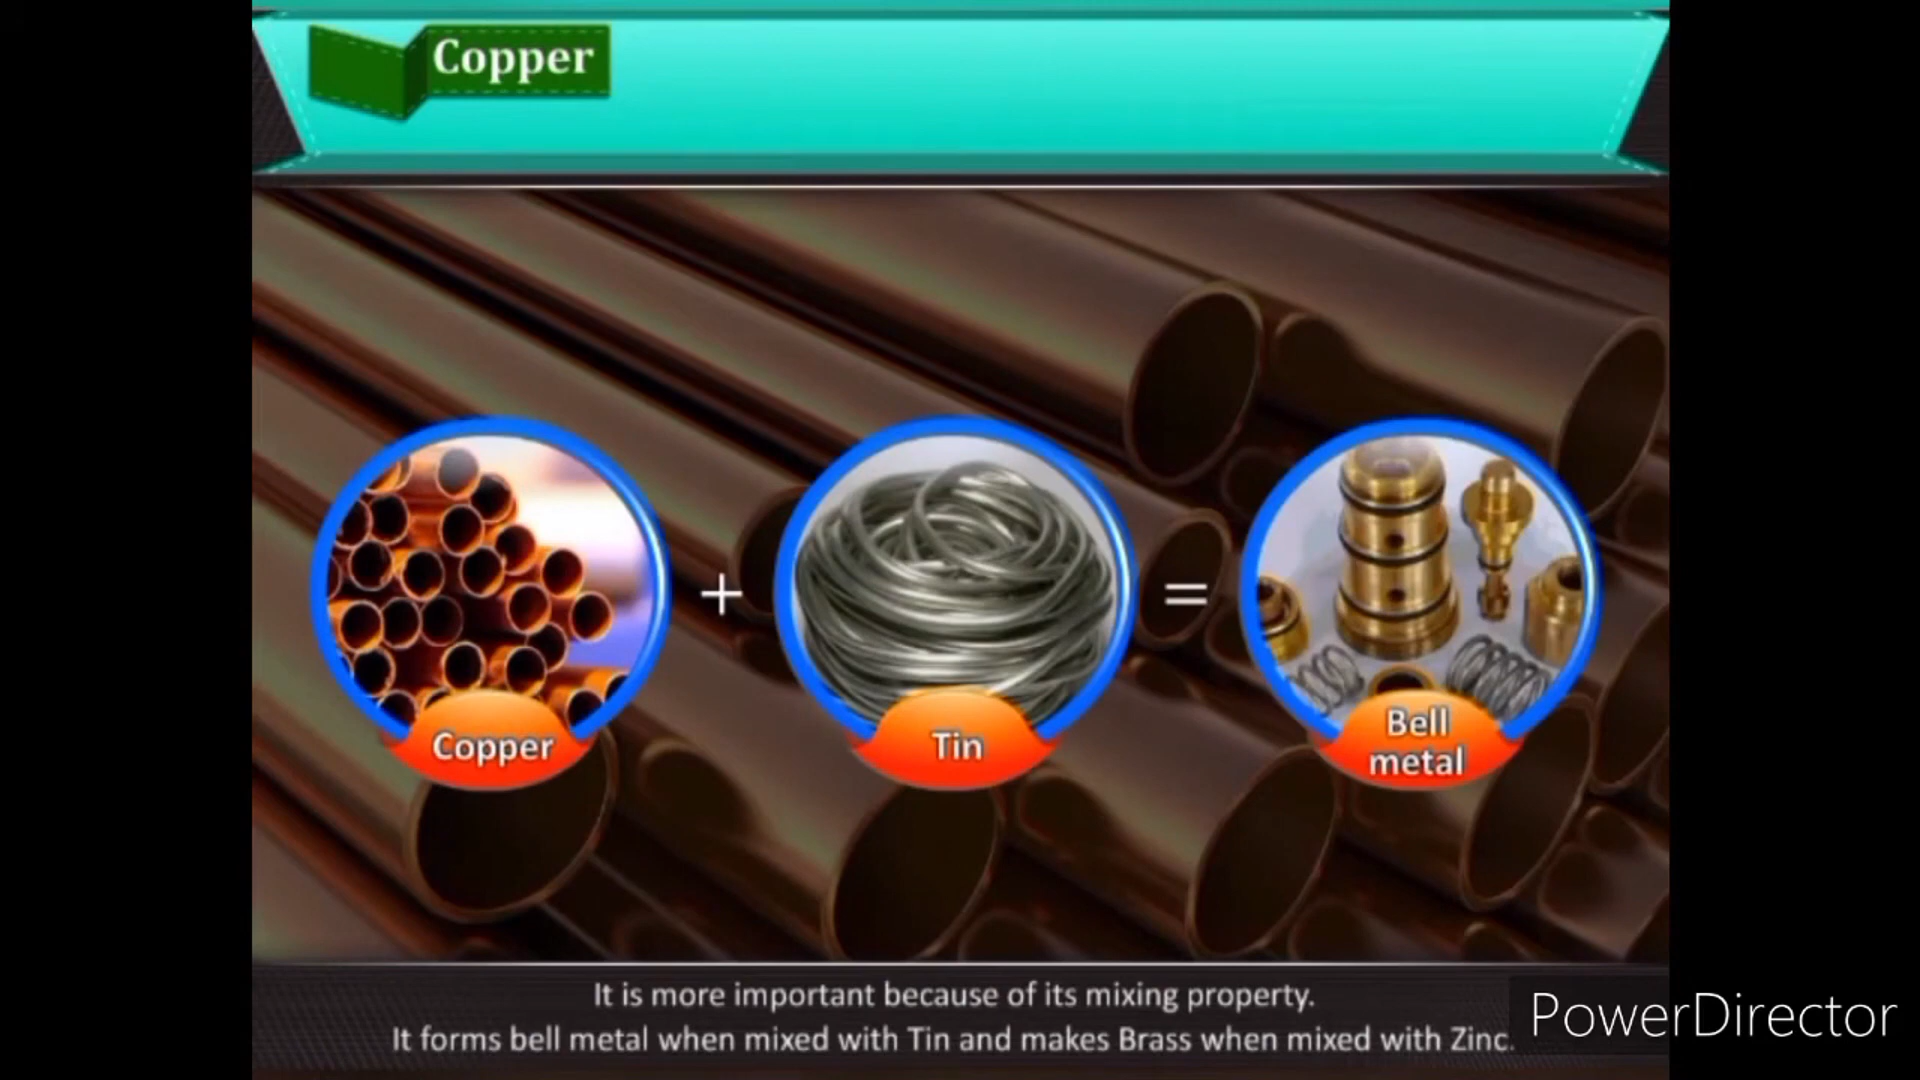 Copper
+
=
Copper
Tin
Bell
metal
It is more important because of its mixing property.
It forms bell metal when mixed with Tin and makes Brass when mixed with Zinc.
PowerDirector